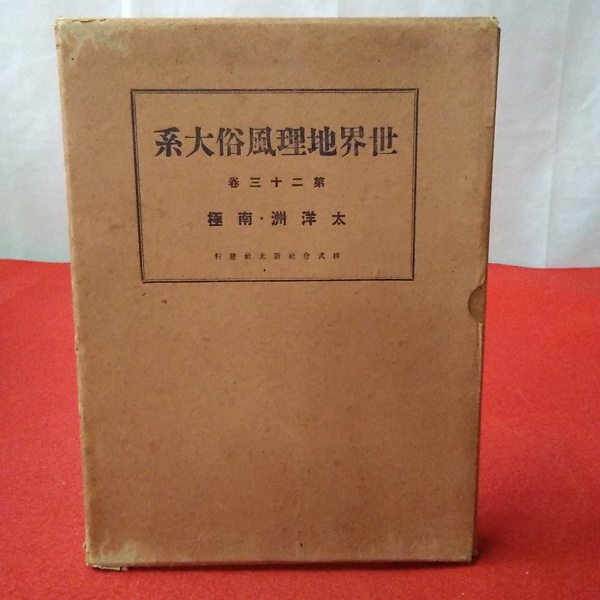 世界地理風俗大系
第二十三卷
太洋洲・南極
株式會社新光社發行